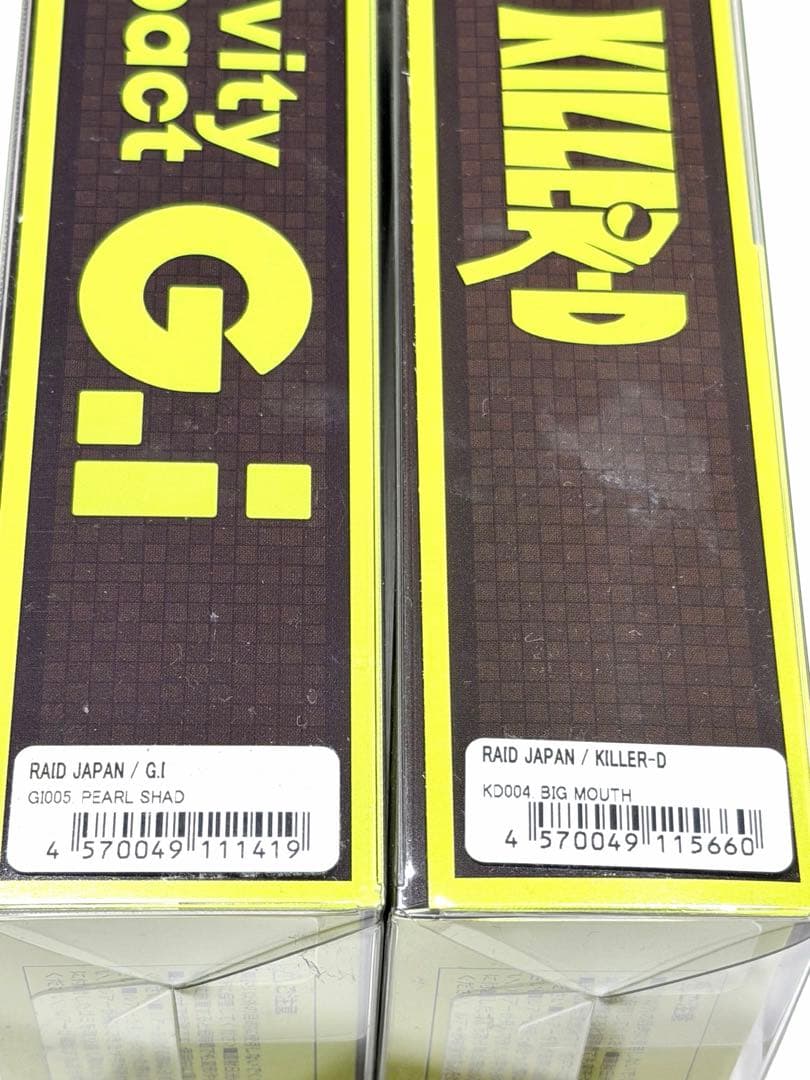 vity
pact
G.i
RAID JAPAN / G.I
GI005. PEARL SHAD
4 570049 111419
KILLER-D
RAID JAPAN / KILLER-D
KD004. BIG MOUTH
4 570049 115660